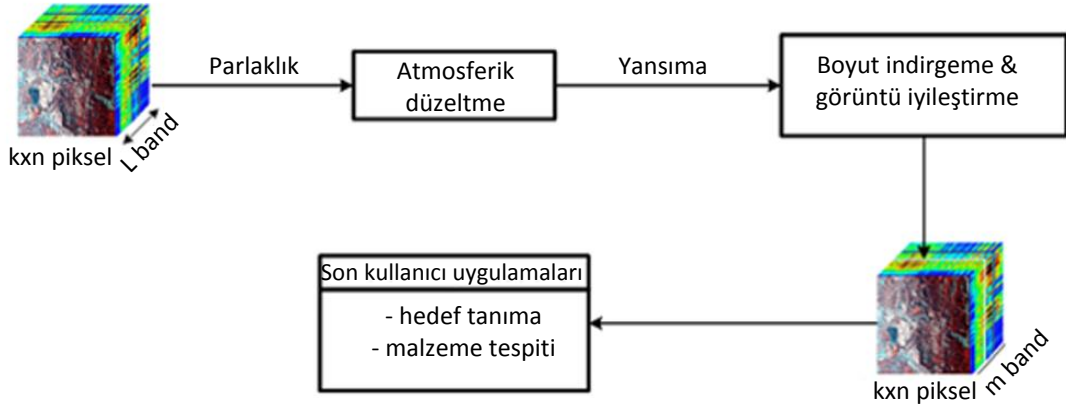 Parlaklık
Atmosferik
düzeltme
Yansıma
Boyut indirgeme &
görüntü iyileştirme
kxn piksel
L band
Son kullanıcı uygulamaları
- hedef tanıma
- malzeme tespiti
kxn piksel
m band